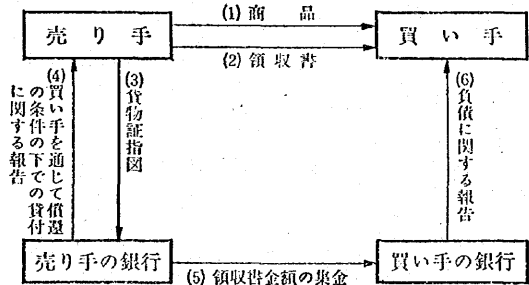 (1) 商品
売り手
買い手
(2) 領収書
(4)買い手を通じて償還
の条件の下での貸付
に関する報告
(3)貨物証指図
(6)負債に関する報告
売り手の銀行
(5) 領収書金額の集金
買い手の銀行